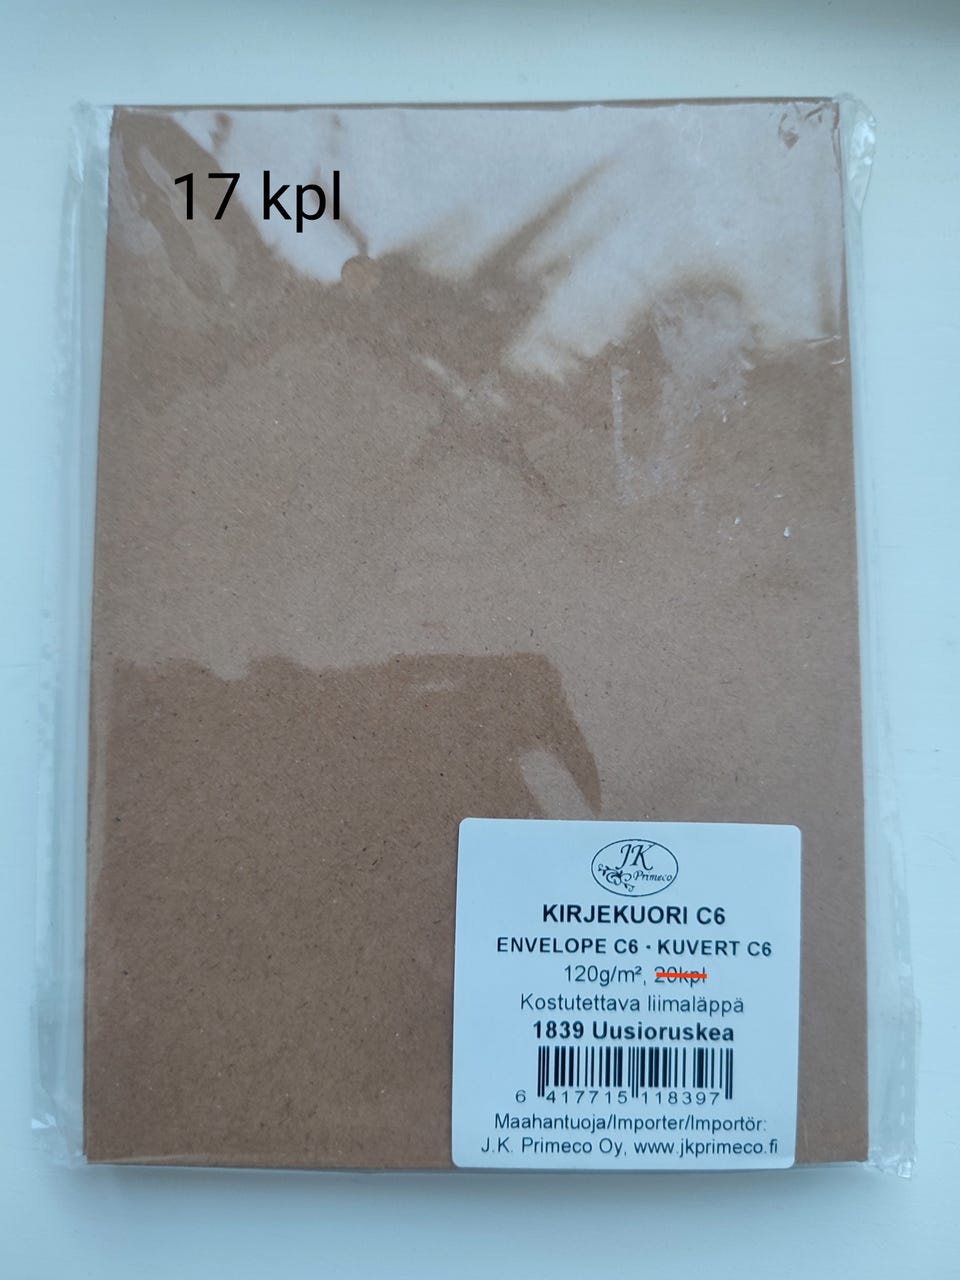 17 kpl
JK
Primeco
KIRJEKUORI C6
ENVELOPE C6 · KUVERT C6
120g/m², 20kpl
Kostutettava liimaläppä
1839 Uusioruskea
6 417715 118397
Maahantuoja/Importer/Importör:
J.K. Primeco Oy, www.jkprimeco.fi